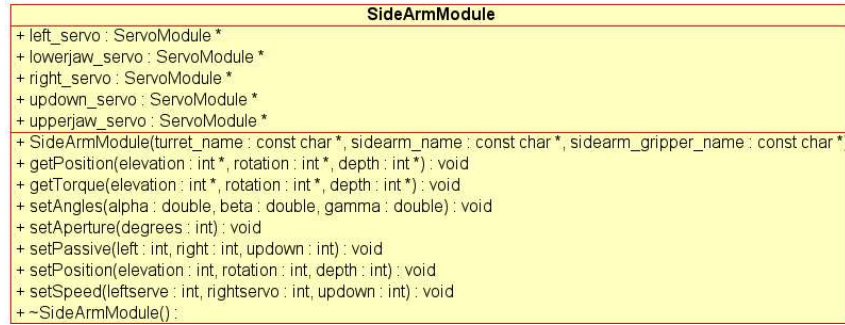 SideArmModule
+ left_servo : ServoModule *
+ lowerjaw_servo : ServoModule *
+ right_servo : ServoModule *
+ updown_servo : ServoModule *
+ upperjaw_servo : ServoModule *
+ SideArmModule(turret_name : const char *, sidearm_name : const char *, sidearm_gripper_name : const char *)
+ getPosition(elevation : int *, rotation : int *, depth : int *) : void
+ getTorque(elevation : int *, rotation : int *, depth : int *) : void
+ setAngles(alpha : double, beta : double, gamma : double) : void
+ setAperture(degrees : int) : void
+ setPassive(left : int, right : int, updown : int) : void
+ setPosition(elevation : int, rotation : int, depth : int) : void
+ setSpeed(leftserve : int, rightservo : int, updown : int) : void
+ ~SideArmModule() :